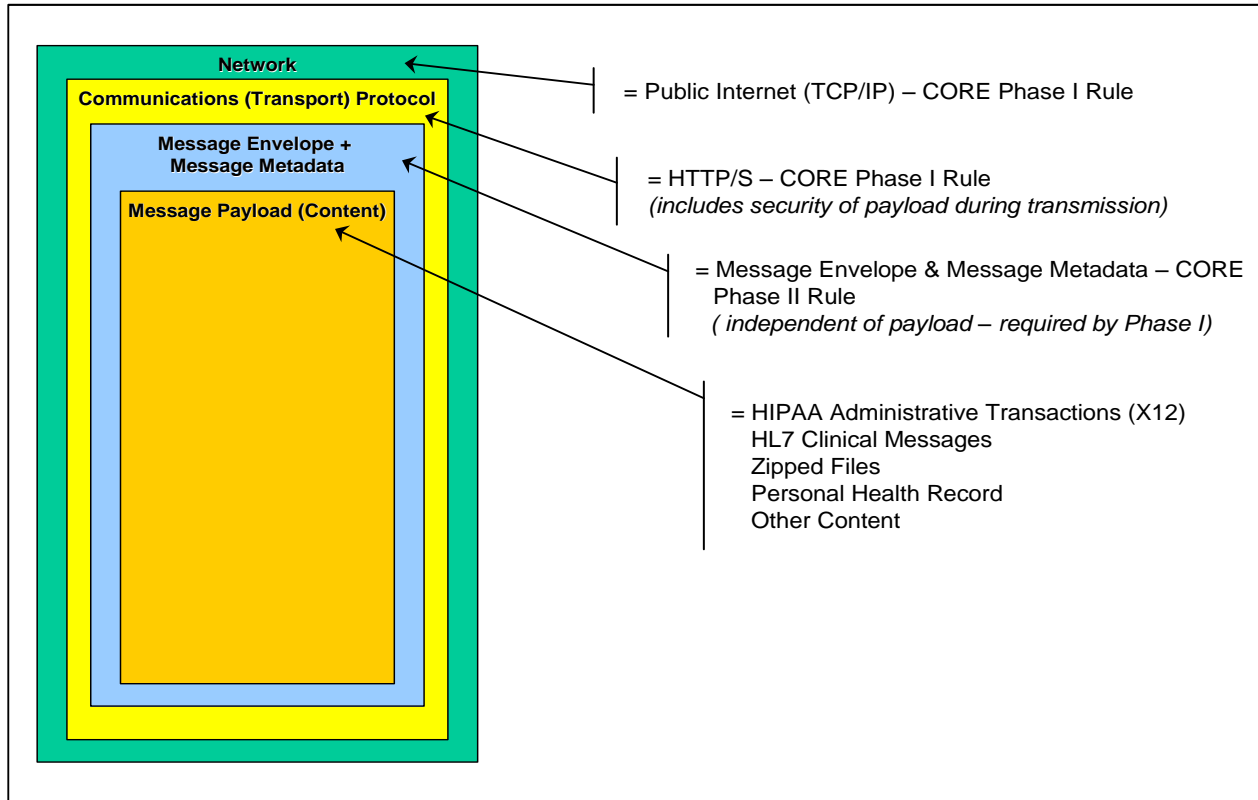 Network
Communications (Transport) Protocol
Message Envelope +
Message Metadata
Message Payload (Content)
= Public Internet (TCP/IP) – CORE Phase I Rule
= HTTP/S – CORE Phase I Rule
(includes security of payload during transmission)
= Message Envelope & Message Metadata – CORE
Phase II Rule
( independent of payload – required by Phase I)
= HIPAA Administrative Transactions (X12)
HL7 Clinical Messages
Zipped Files
Personal Health Record
Other Content